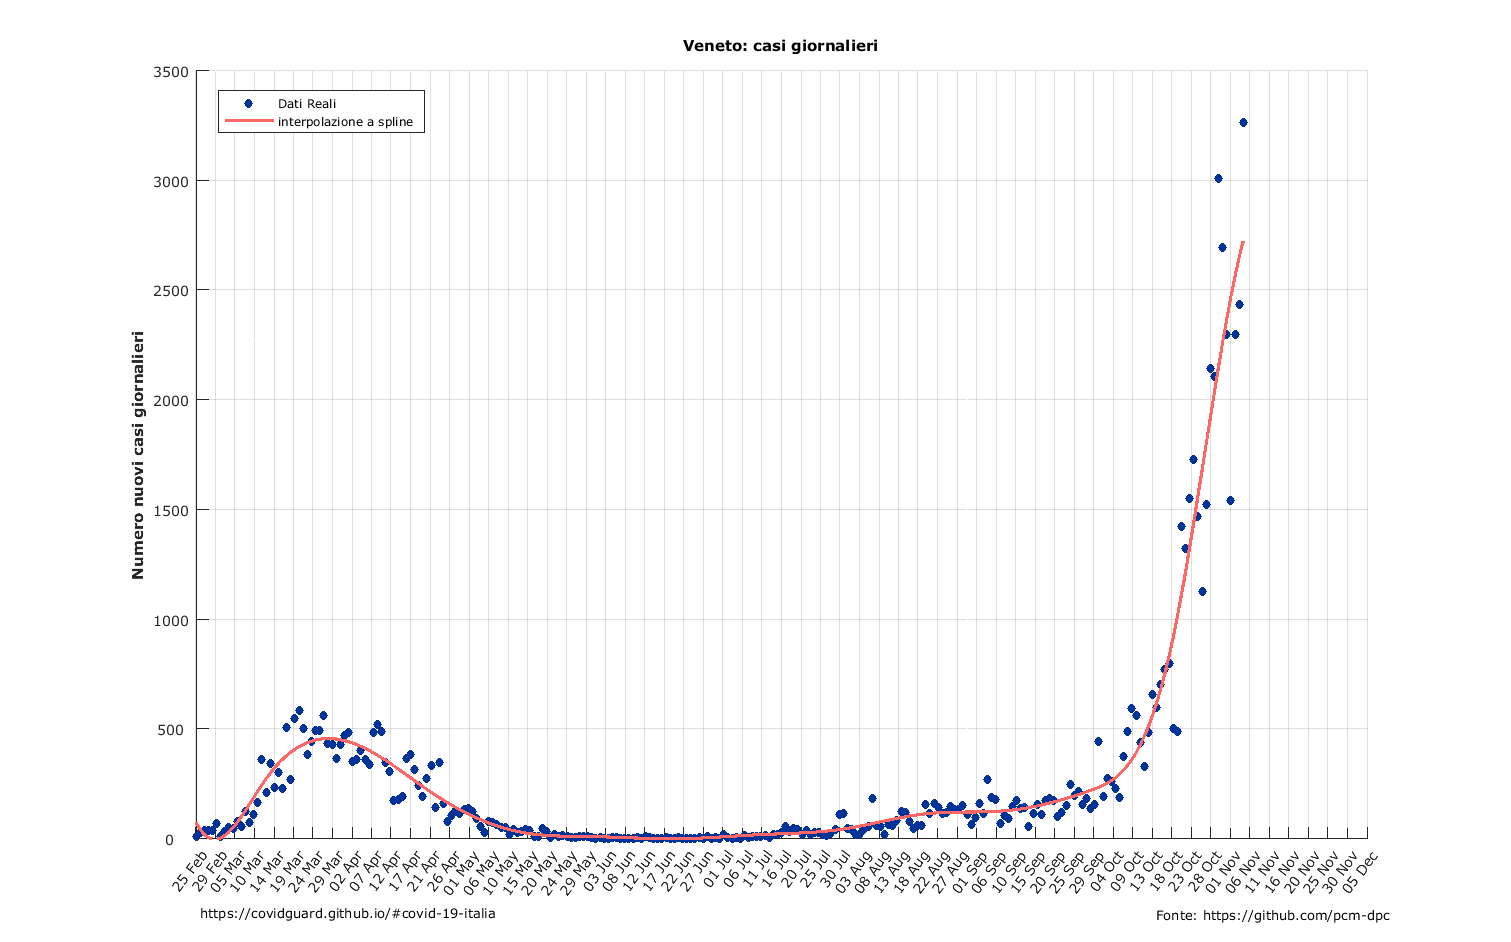 Veneto: casi giornalieri
Dati Reali
interpolazione a spline
Numero nuovi casi giornalieri
3500
3000
2500
2000
1500
1000
500
0
25 Feb
29 Feb
05 Mar
10 Mar
14 Mar
19 Mar
24 Mar
29 Mar
02 Apr
07 Apr
12 Apr
17 Apr
21 Apr
26 Apr
01 May
06 May
10 May
15 May
20 May
24 May
29 May
03 Jun
08 Jun
12 Jun
17 Jun
22 Jun
27 Jun
01 Jul
06 Jul
11 Jul
16 Jul
20 Jul
25 Jul
30 Jul
03 Aug
08 Aug
13 Aug
18 Aug
22 Aug
27 Aug
01 Sep
06 Sep
10 Sep
15 Sep
20 Sep
25 Sep
29 Sep
04 Oct
09 Oct
13 Oct
18 Oct
23 Oct
28 Oct
01 Nov
06 Nov
11 Nov
16 Nov
20 Nov
25 Nov
30 Nov
05 Dec
https://covidguard.github.io/#covid-19-italia
Fonte: https://github.com/pcm-dpc